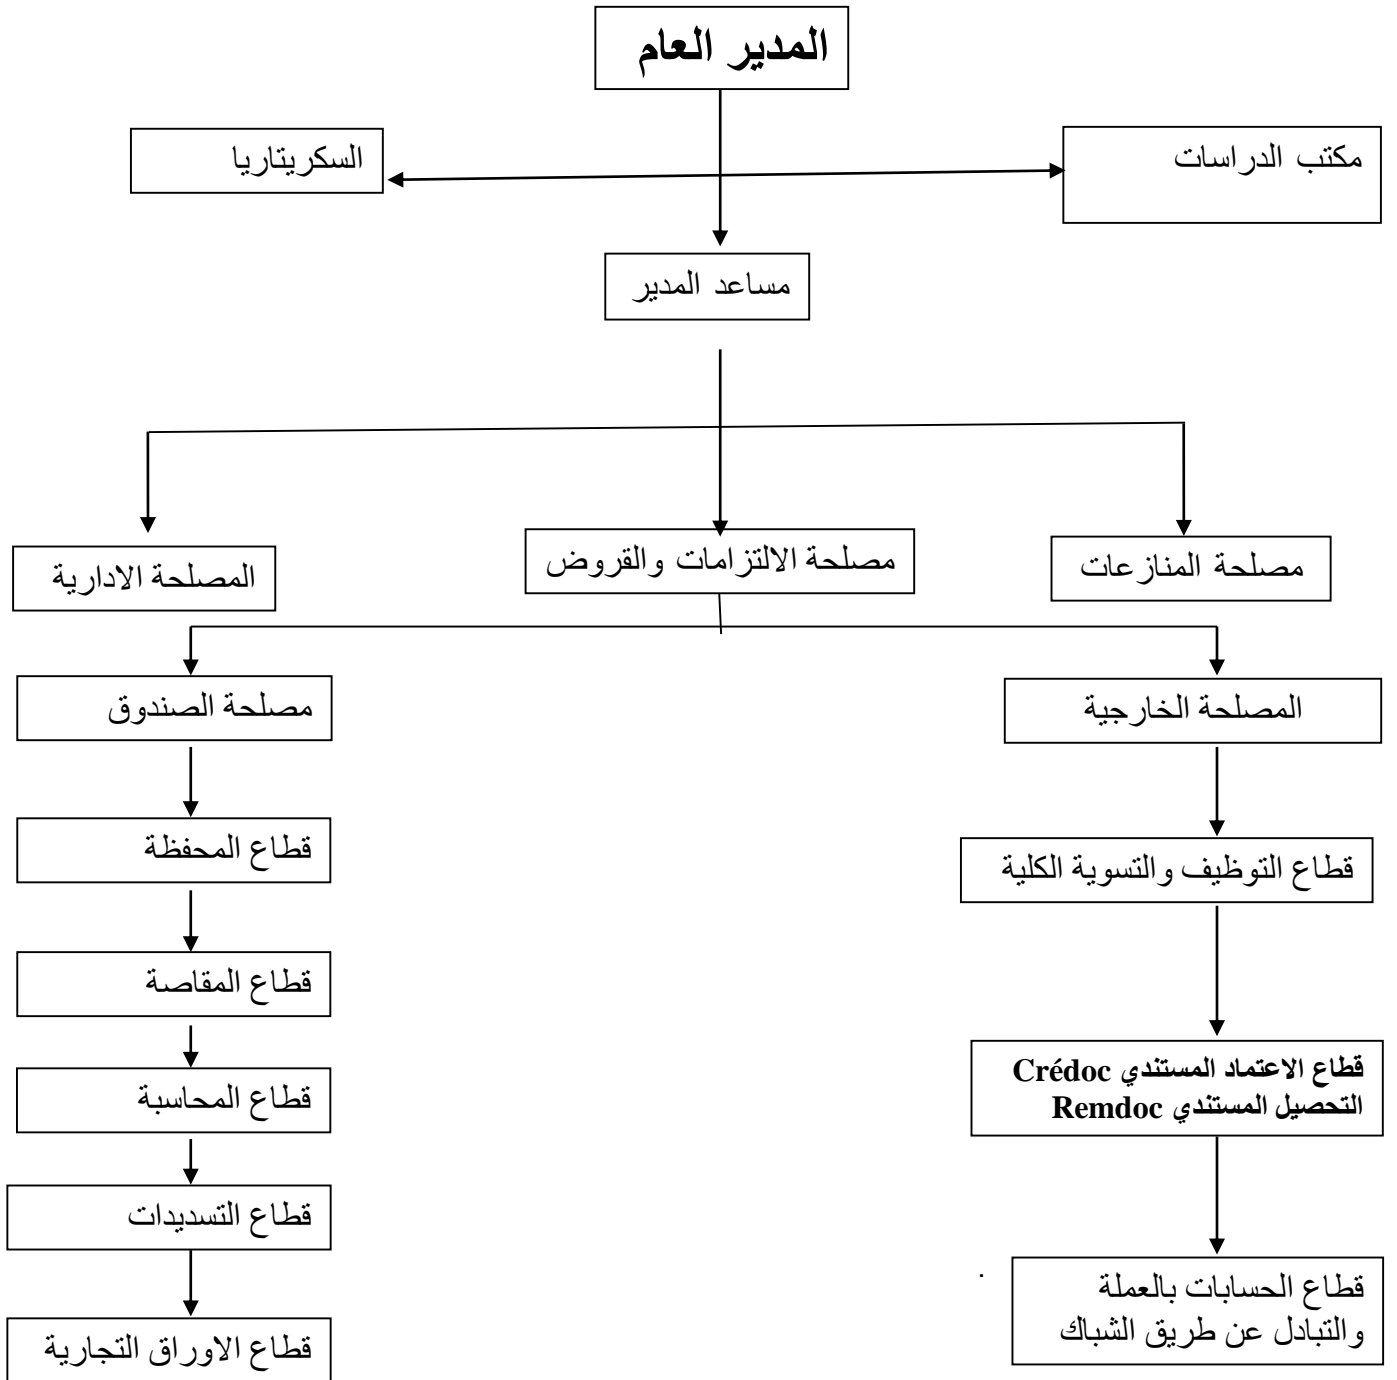 المدير العام
مكتب الدراسات
السكريتاريا
مساعد المدير
مصلحة المنازعات
مصلحة الالتزامات والقروض
المصلحة الادارية
المصلحة الخارجية
مصلحة الصندوق
قطاع التوظيف والتسوية الكلية
قطاع المحفظة
قطاع المقاصة
قطاع الاعتماد المستندي Crédoc
التحصيل المستندي Remdoc
قطاع المحاسبة
قطاع التسديدات
قطاع الحسابات بالعملة
والتبادل عن طريق الشباك
.
قطاع الاوراق التجارية